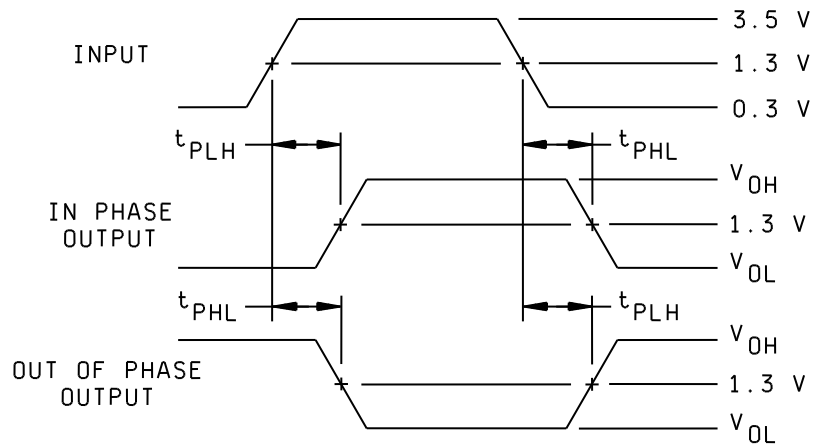 3.5 V
INPUT
1.3 V
0.3 V
tPLH
tPHL
VOH
IN PHASE
OUTPUT
1.3 V
VOL
tPHL
tPLH
VOH
OUT OF PHASE
OUTPUT
1.3 V
VOL